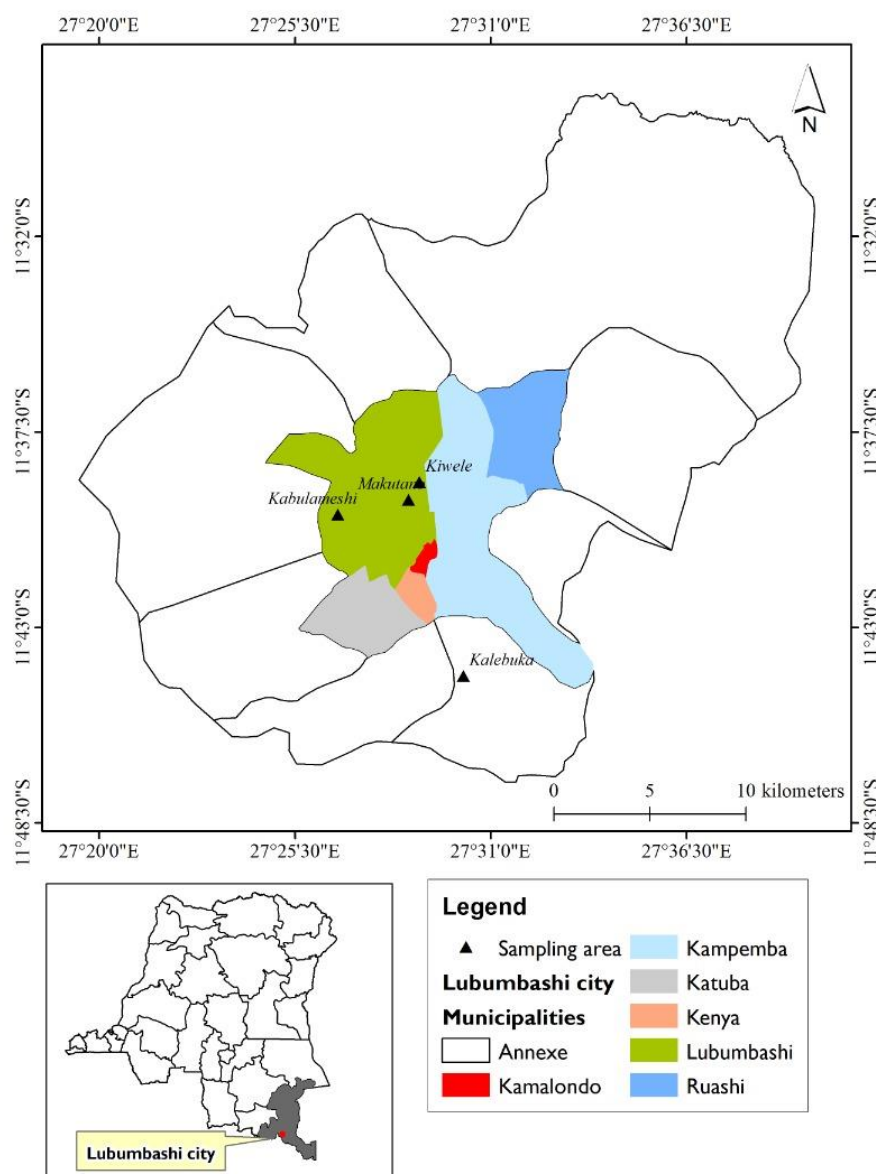 27°20'0"E 27°25'30"E 27°31'0"E 27°36'30"E
N
11°32'0"S 11°32'0"S
11°37'30"S 11°37'30"S
Kiwele
Makutano
Kabulameshi
11°43'0"S 11°43'0"S
Kalebuka
0 5 10 kilometers
11°48'30"S 11°48'30"S
27°20'0"E 27°25'30"E 27°31'0"E 27°36'30"E
Lubumbashi city
Legend
Sampling area
Lubumbashi city
Municipalities
Annexe
Kamalondo
Kampemba
Katuba
Kenya
Lubumbashi
Ruashi